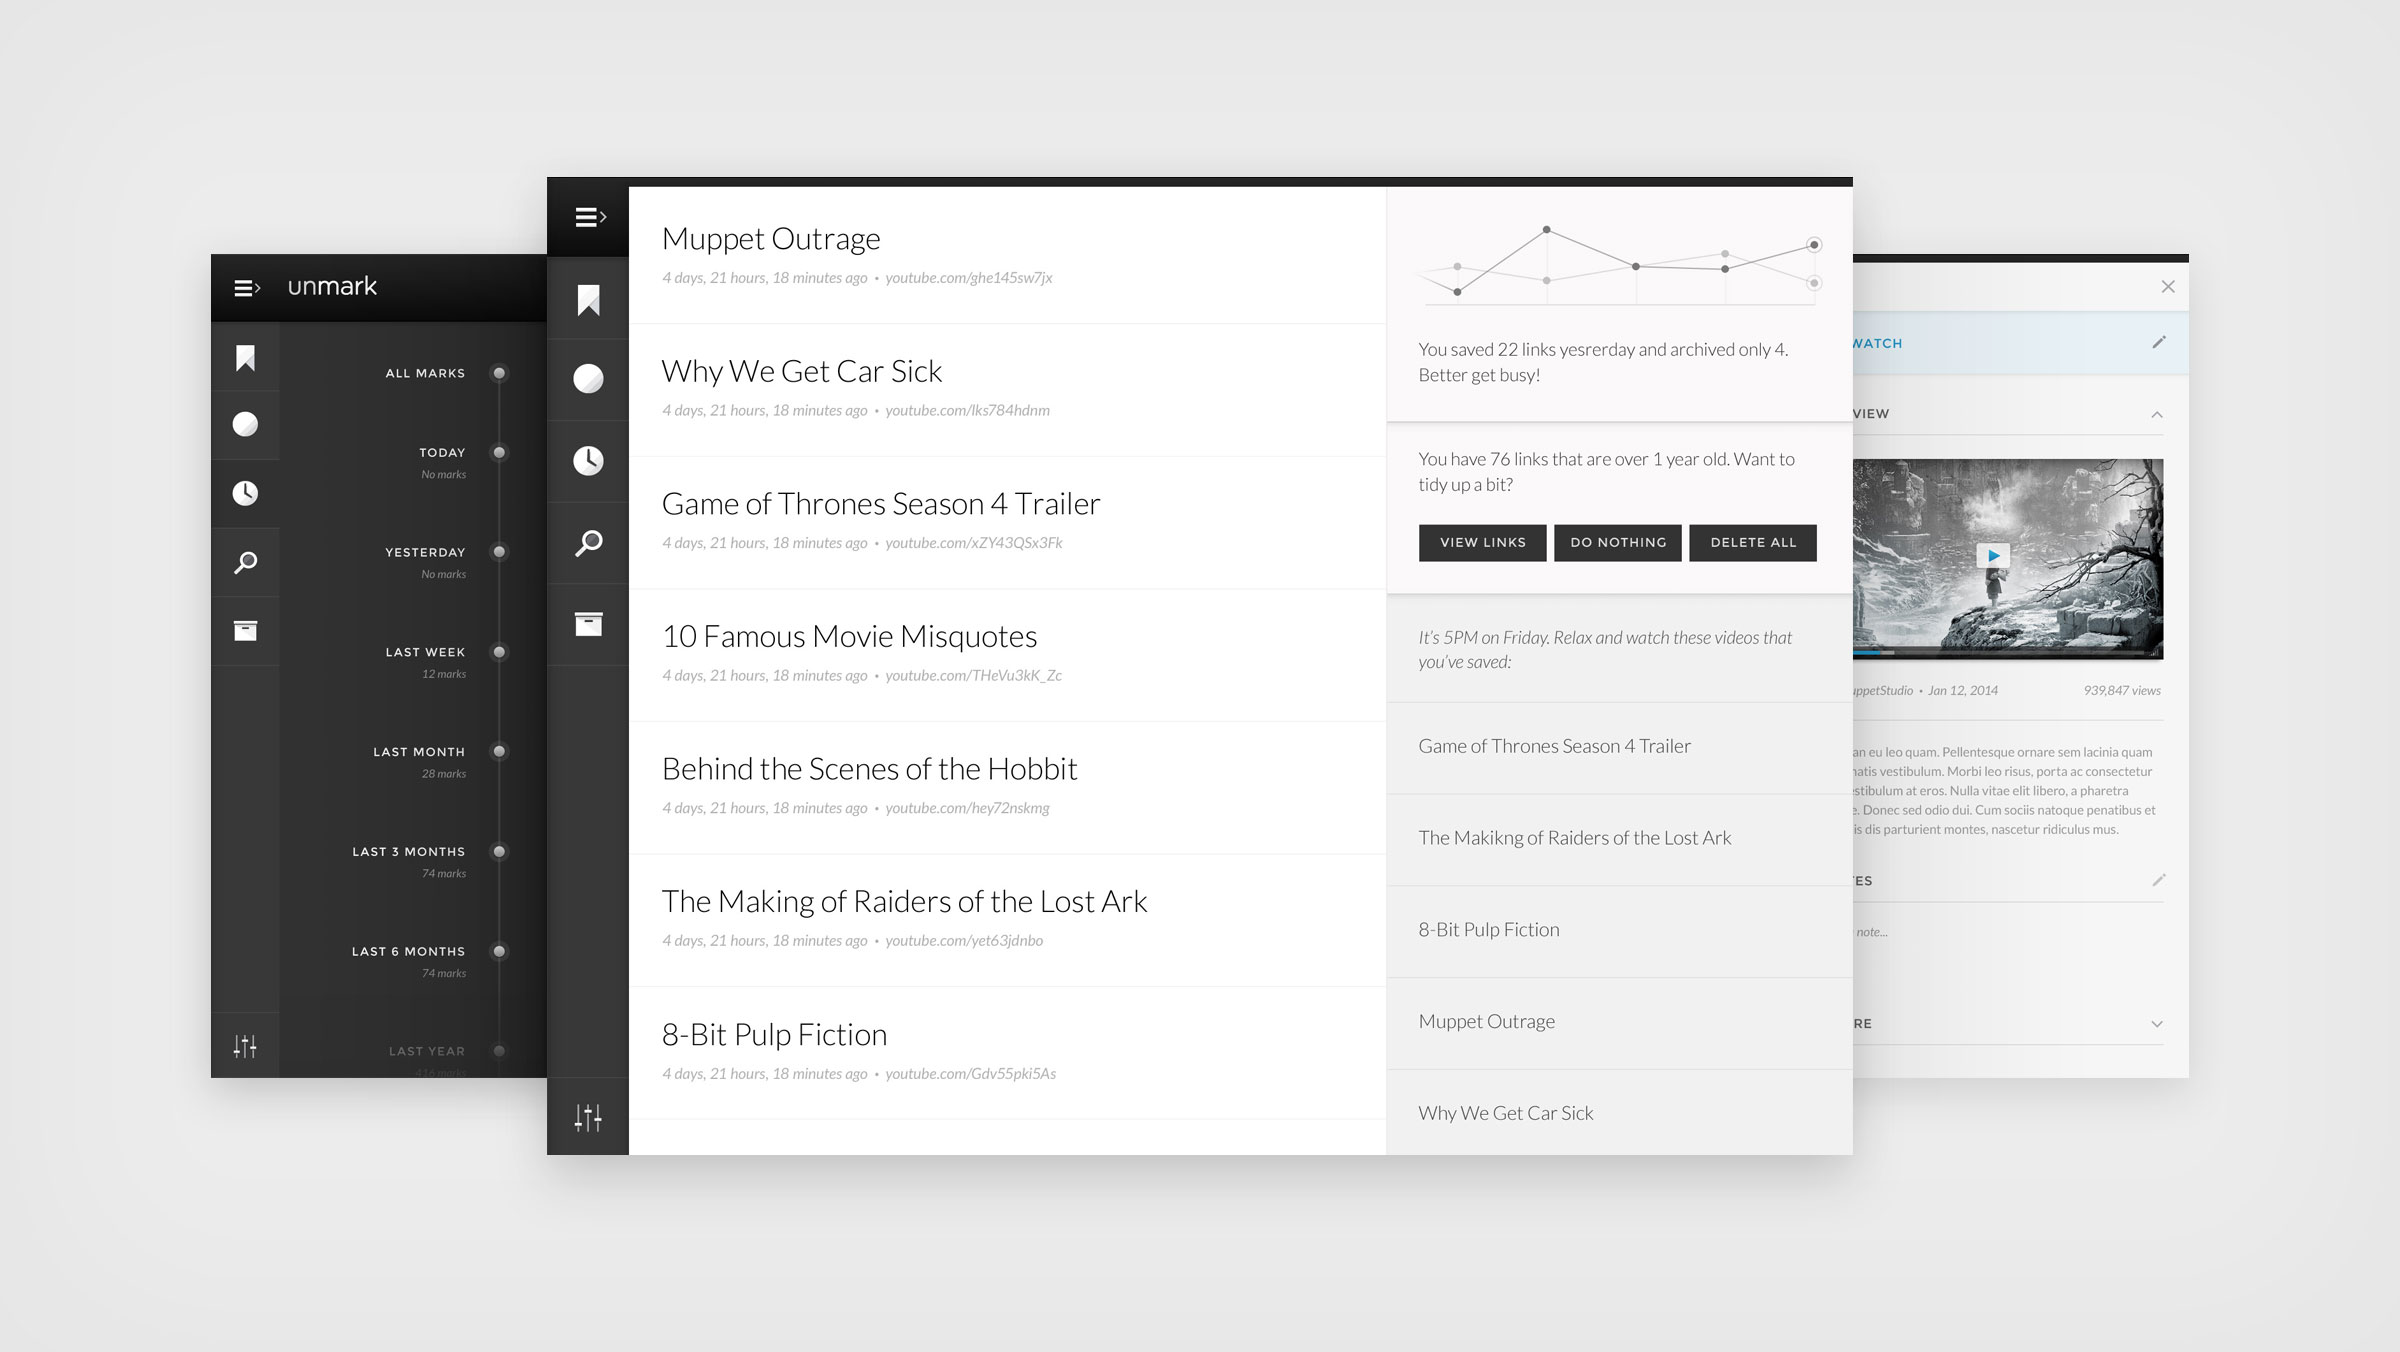 unmark
ALL MARKS
TODAY
No marks
YESTERDAY
No marks
LAST WEEK
12 marks
LAST MONTH
28 marks
LAST 3 MONTHS
74 marks
LAST 6 MONTHS
74 marks
LAST YEAR
416 marks
Muppet Outrage
4 days, 21 hours, 18 minutes ago • youtube.com/ghe145sw7jx
Why We Get Car Sick
4 days, 21 hours, 18 minutes ago • youtube.com/lks784hdnm
Game of Thrones Season 4 Trailer
4 days, 21 hours, 18 minutes ago • youtube.com/xZY43QSx3Fk
10 Famous Movie Misquotes
4 days, 21 hours, 18 minutes ago • youtube.com/THeVu3kK_Zc
Behind the Scenes of the Hobbit
4 days, 21 hours, 18 minutes ago • youtube.com/hey72nskmg
The Making of Raiders of the Lost Ark
4 days, 21 hours, 18 minutes ago • youtube.com/yet63jdnbo
8-Bit Pulp Fiction
4 days, 21 hours, 18 minutes ago • youtube.com/Gdv55pki5As
You saved 22 links yesrerday and archived only 4.
Better get busy!
You have 76 links that are over 1 year old. Want to
tidy up a bit?
VIEW LINKS DO NOTHING DELETE ALL
It's 5PM on Friday. Relax and watch these videos that
you've saved:
Game of Thrones Season 4 Trailer
The Makikng of Raiders of the Lost Ark
8-Bit Pulp Fiction
Muppet Outrage
Why We Get Car Sick
WATCH
VIEW
uppetStudio • Jan 12, 2014 939,847 views
an eu leo quam. Pellentesque ornare sem lacinia quam
natis vestibulum. Morbi leo risus, porta ac consectetur
estibulum at eros. Nulla vitae elit libero, a pharetra
e. Donec sed odio dui. Cum sociis natoque penatibus et
is dis parturient montes, nascetur ridiculus mus.
TES
note...
RE